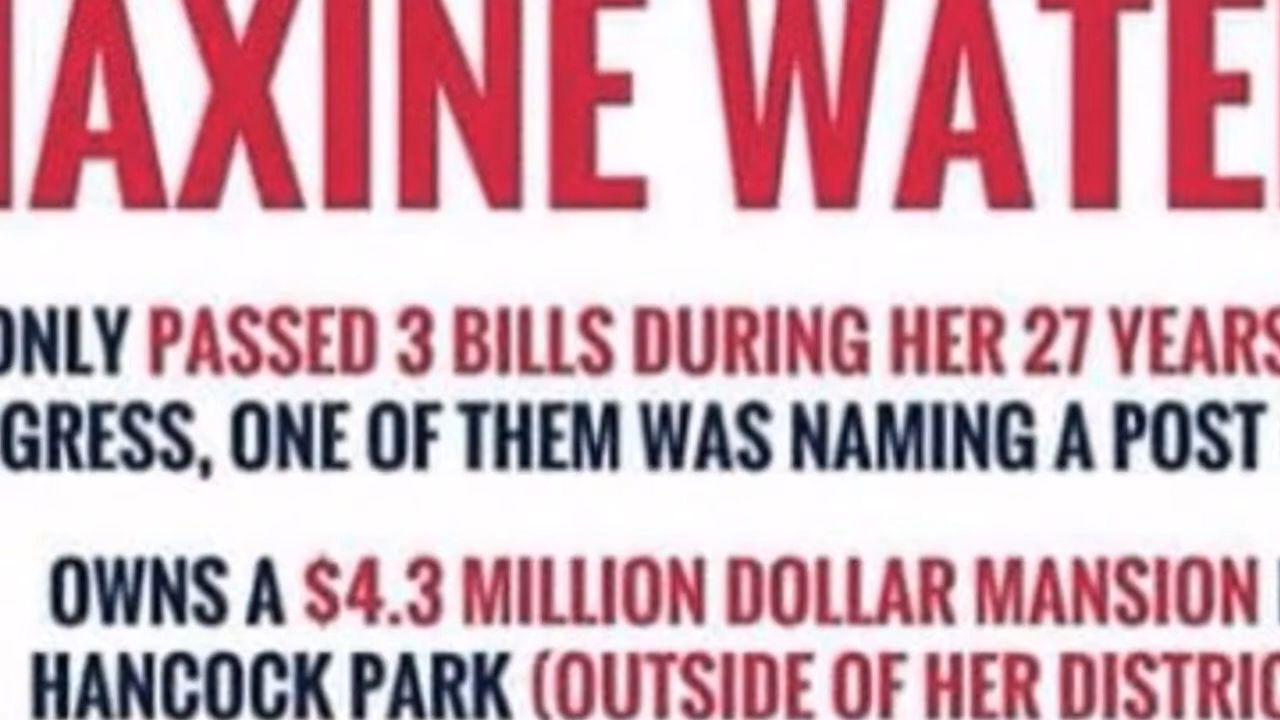 MAXINE WATE
ONLY PASSED 3 BILLS DURING HER 27 YEARS
GRESS, ONE OF THEM WAS NAMING A POST
OWNS A $4.3 MILLION DOLLAR MANSION
HANCOCK PARK (OUTSIDE OF HER DISTRIC